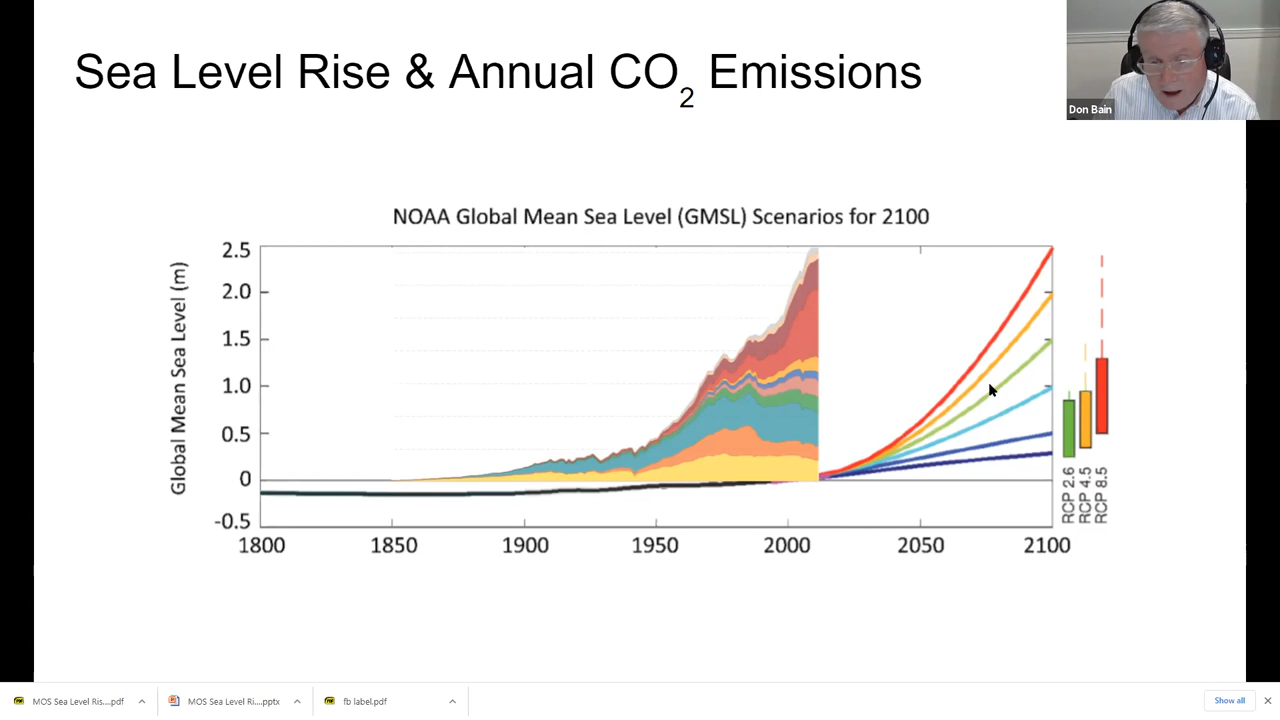 Sea Level Rise & Annual CO2 Emissions
Don Bain
NOAA Global Mean Sea Level (GMSL) Scenarios for 2100
Global Mean Sea Level (m)
2.5
2.0
1.5
1.0
0.5
0
-0.5
1800 1850 1900 1950 2000 2050 2100
RCP 2.6
RCP 4.5
RCP 8.5
MOS Sea Level Ris....pdf
MOS Sea Level Ri....pptx
fb label.pdf
Show all